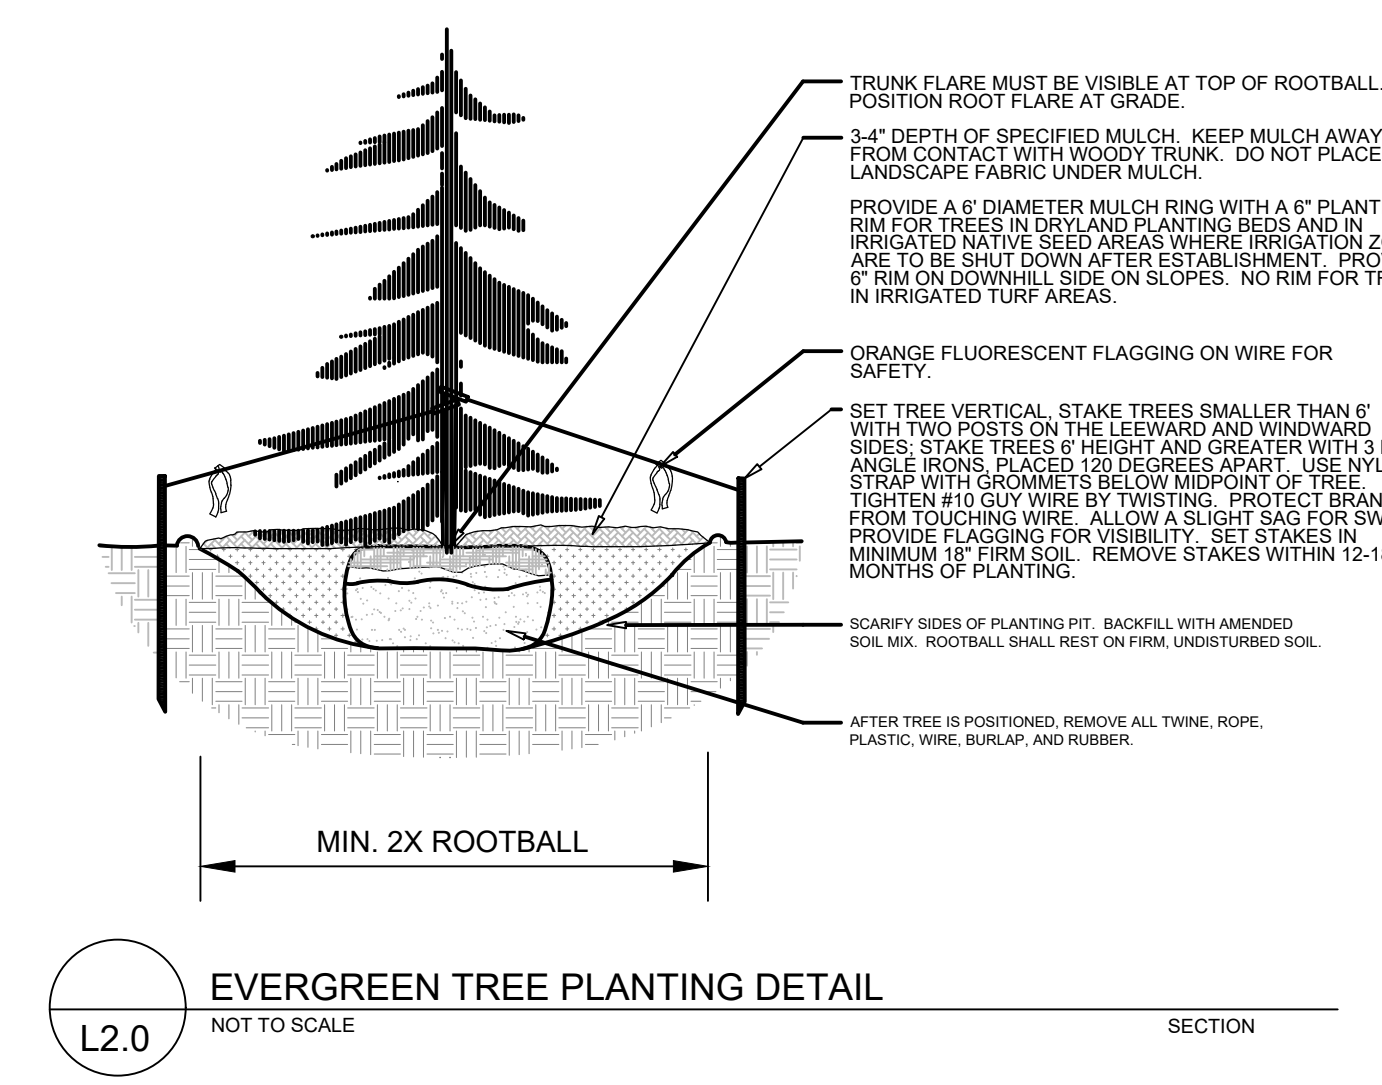 TRUNK FLARE MUST BE VISIBLE AT TOP OF ROOTBALL.
POSITION ROOT FLARE AT GRADE.
3-4" DEPTH OF SPECIFIED MULCH. KEEP MULCH AWAY
FROM CONTACT WITH WOODY TRUNK. DO NOT PLACE
LANDSCAPE FABRIC UNDER MULCH.
PROVIDE A 6' DIAMETER MULCH RING WITH A 6" PLANT
RIM FOR TREES IN DRYLAND PLANTING BEDS AND IN
IRRIGATED NATIVE SEED AREAS WHERE IRRIGATION
ARE TO BE SHUT DOWN AFTER ESTABLISHMENT.
6" RIM ON DOWNHILL SIDE ON SLOPES. NO RIM FOR
IN IRRIGATED TURF AREAS.
ORANGE FLUORESCENT FLAGGING ON WIRE FOR
SAFETY.
SET TREE VERTICAL, STAKE TREES SMALLER THAN 6'
WITH TWO POSTS ON THE LEEWARD AND WINDWARD
SIDES; STAKE TREES 6' HEIGHT AND GREATER WITH 3
ANGLE IRONS, PLACED 120 DEGREES APART. USE
STRAP WITH GROMMETS BELOW MIDPOINT OF TREE.
TIGHTEN #10 GUY WIRE BY TWISTING. PROTECT
FROM TOUCHING WIRE. ALLOW A SLIGHT SAG FOR
PROVIDE FLAGGING FOR VISIBILITY. SET STAKES IN
MINIMUM 18" FIRM SOIL. REMOVE STAKES WITHIN
MONTHS OF PLANTING.
SCARIFY SIDES OF PLANTING PIT. BACKFILL WITH AMENDED
SOIL MIX. ROOTBALL SHALL REST ON FIRM, UNDISTURBED SOIL.
AFTER TREE IS POSITIONED, REMOVE ALL TWINE, ROPE,
PLASTIC, WIRE, BURLAP, AND RUBBER.
MIN. 2X ROOTBALL
EVERGREEN TREE PLANTING DETAIL
L2.0
NOT TO SCALE
SECTION